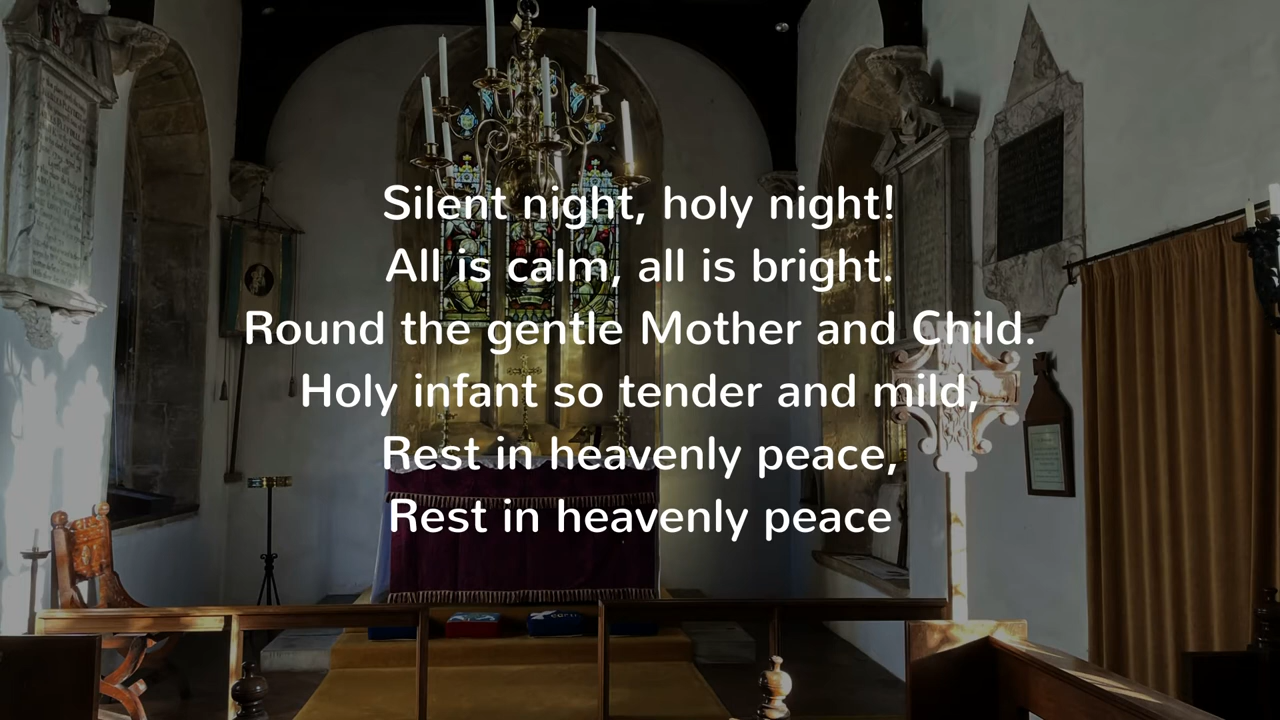 Silent night, holy night!
All is calm, all is bright.
Round the gentle Mother and Child.
Holy infant so tender and mild,
Rest in heavenly peace,
Rest in heavenly peace